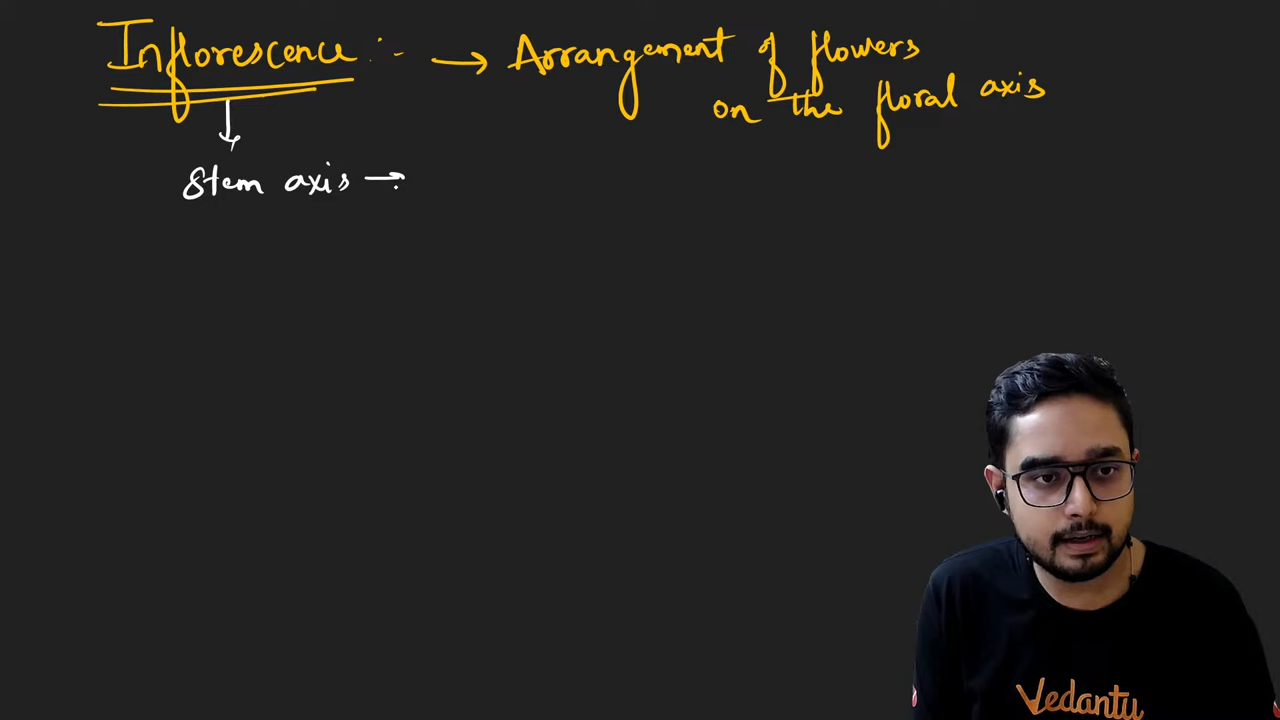 Inflorescence :- → Arrangement of flowers
on the floral axis
↓
Stem axis →
Vedantu